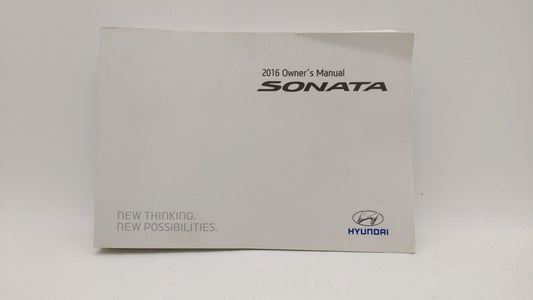 2016 Owner's Manual
SONATA
NEW THINKING.
NEW POSSIBILITIES.
HYUNDAI